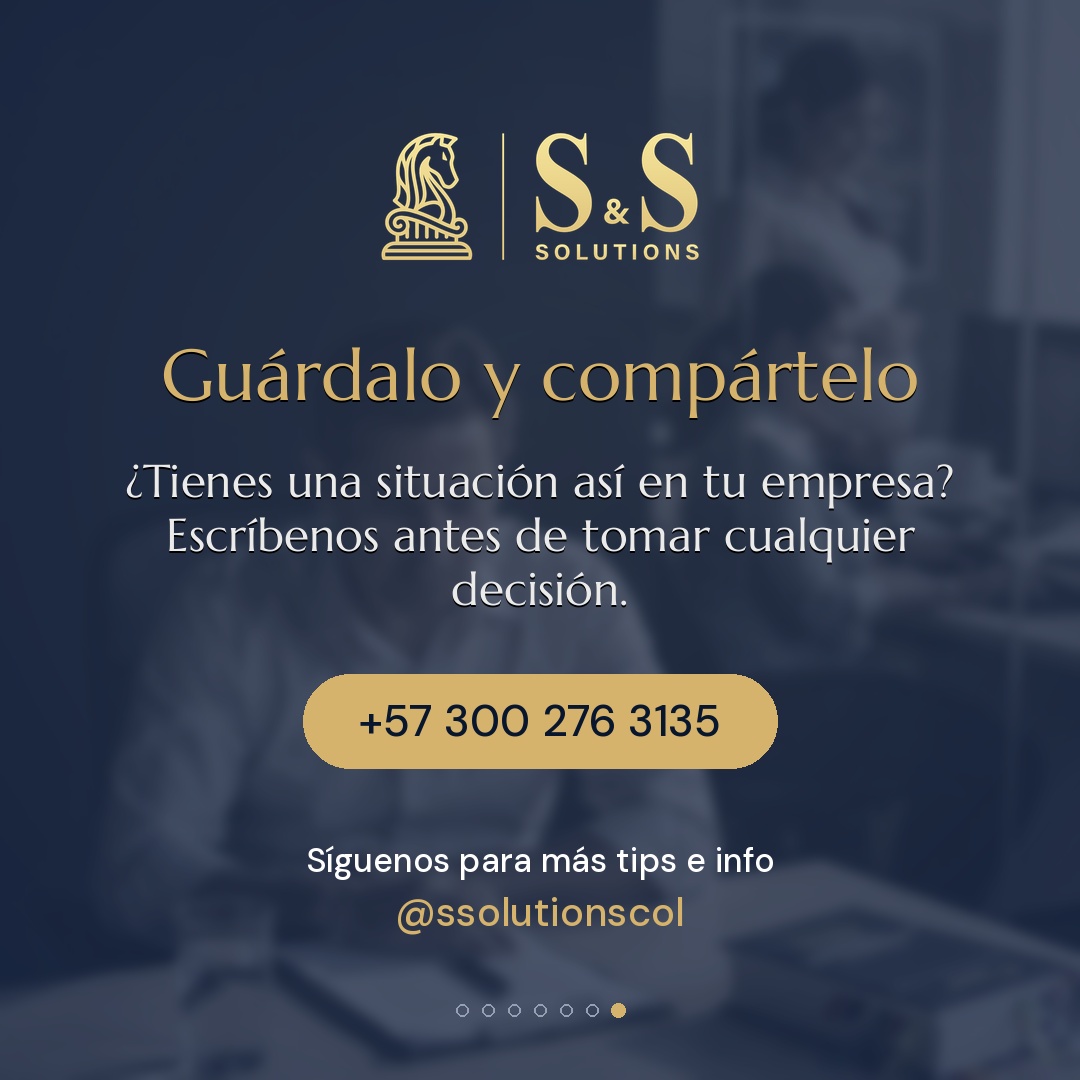 S&S
SOLUTIONS
Guárdalo y compártelo
¿Tienes una situación así en tu empresa?
Escríbenos antes de tomar cualquier
decisión.
+57 300 276 3135
Síguenos para más tips e info
@ssolutionscol